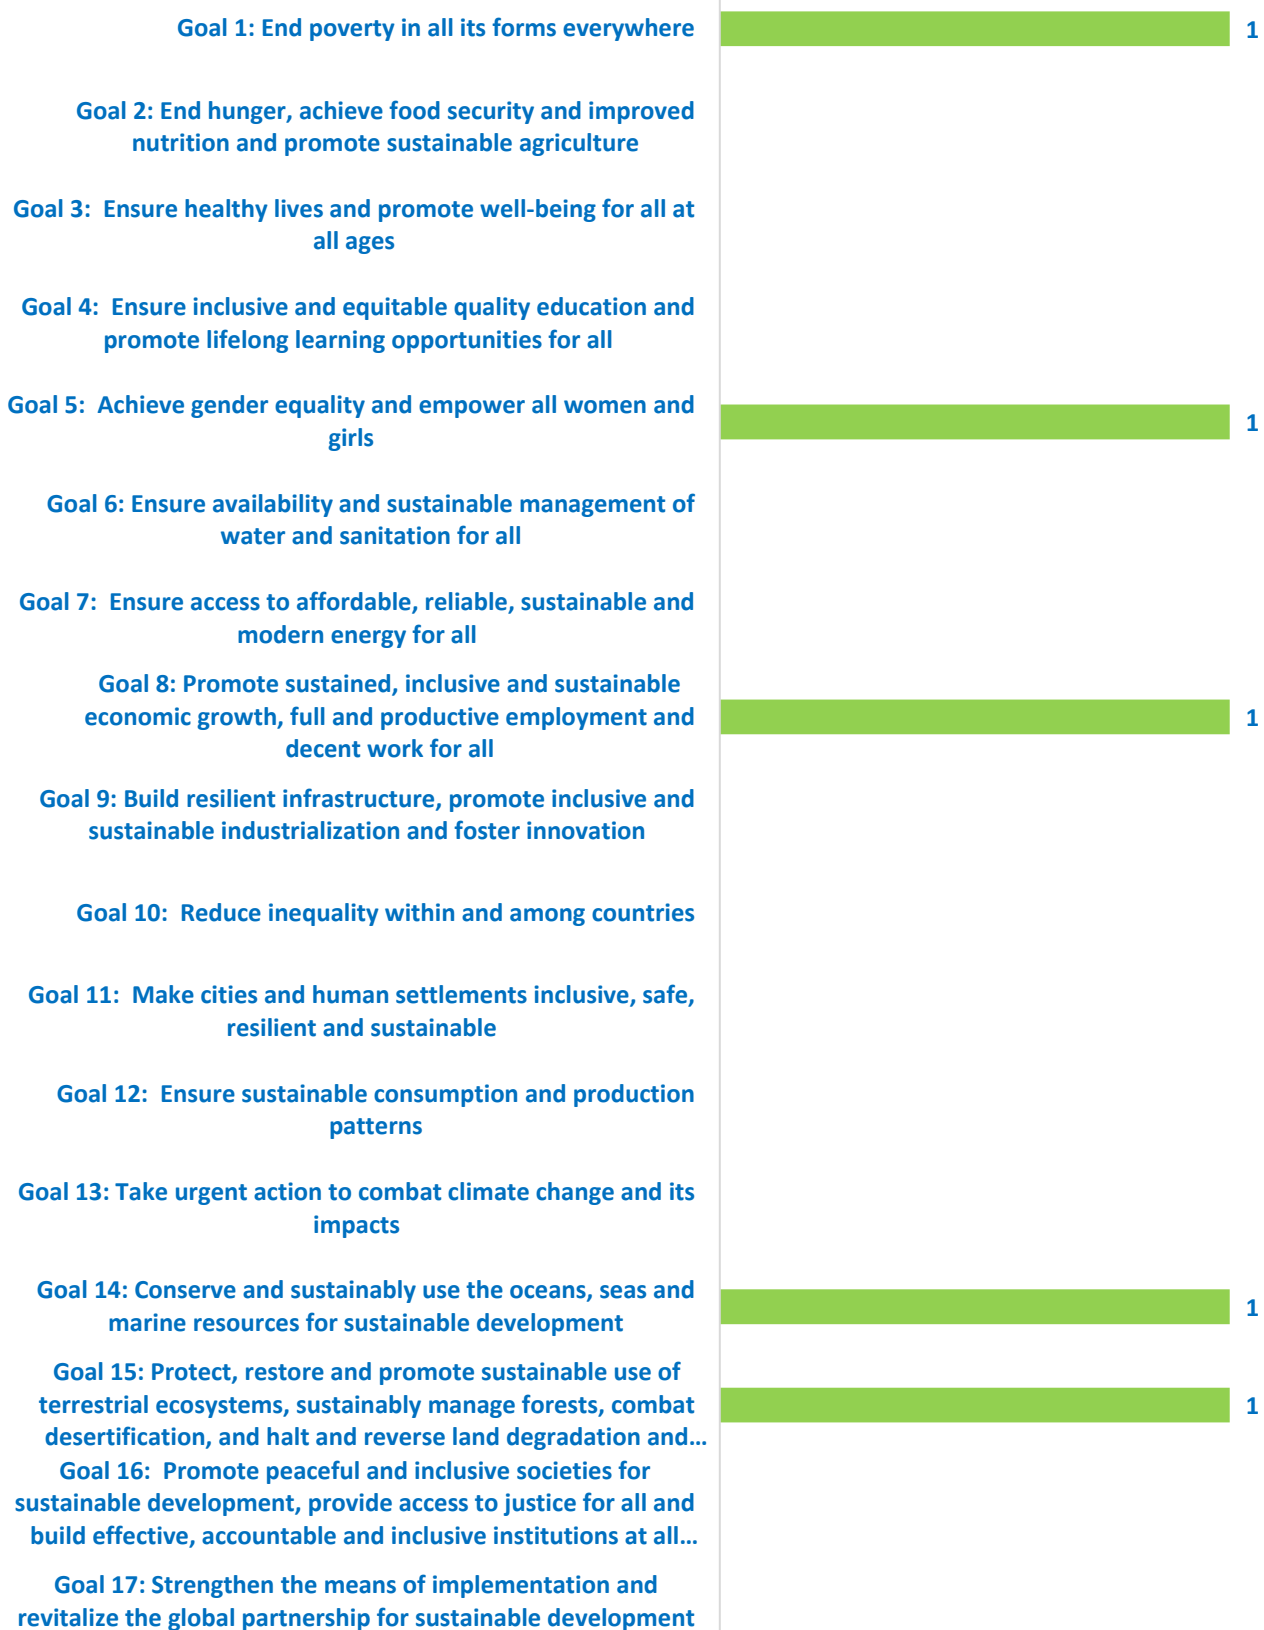 Goal 1: End poverty in all its forms everywhere
1
Goal 2: End hunger, achieve food security and improved
nutrition and promote sustainable agriculture
Goal 3:  Ensure healthy lives and promote well-being for all at
all ages
Goal 4:  Ensure inclusive and equitable quality education and
promote lifelong learning opportunities for all
Goal 5:  Achieve gender equality and empower all women and
girls
1
Goal 6: Ensure availability and sustainable management of
water and sanitation for all
Goal 7:  Ensure access to affordable, reliable, sustainable and
modern energy for all
Goal 8: Promote sustained, inclusive and sustainable
economic growth, full and productive employment and
decent work for all
1
Goal 9: Build resilient infrastructure, promote inclusive and
sustainable industrialization and foster innovation
Goal 10:  Reduce inequality within and among countries
Goal 11:  Make cities and human settlements inclusive, safe,
resilient and sustainable
Goal 12:  Ensure sustainable consumption and production
patterns
Goal 13: Take urgent action to combat climate change and its
impacts
Goal 14: Conserve and sustainably use the oceans, seas and
marine resources for sustainable development
1
Goal 15: Protect, restore and promote sustainable use of
terrestrial ecosystems, sustainably manage forests, combat
desertification, and halt and reverse land degradation and…
1
Goal 16:  Promote peaceful and inclusive societies for
sustainable development, provide access to justice for all and
build effective, accountable and inclusive institutions at all…
Goal 17: Strengthen the means of implementation and
revitalize the global partnership for sustainable development